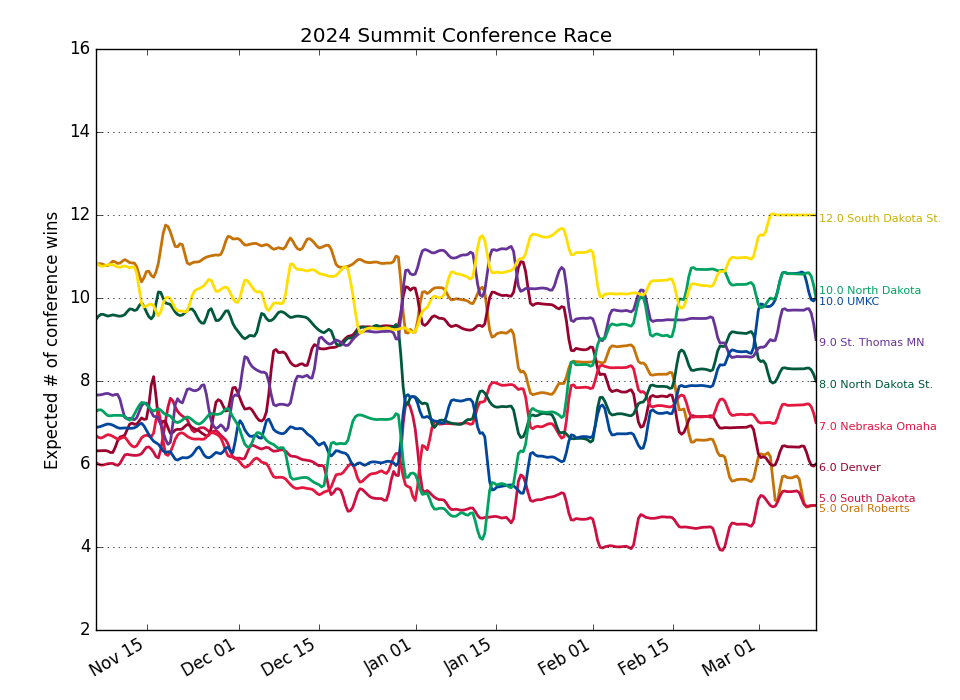 2024 Summit Conference Race
Expected # of conference wins
16
14
12
10
8
6
4
2
12.0 South Dakota St.
10.0 North Dakota
10.0 UMKC
9.0 St. Thomas MN
8.0 North Dakota St.
7.0 Nebraska Omaha
6.0 Denver
5.0 South Dakota
5.0 Oral Roberts
Nov 15
Dec 01
Dec 15
Jan 01
Jan 15
Feb 01
Feb 15
Mar 01